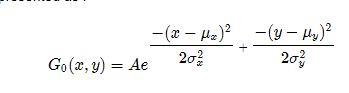 G_0(x, y) = Ae^{\frac{-(x - \mu_x)^2}{2\sigma_x^2} + \frac{-(y - \mu_y)^2}{2\sigma_y^2}}